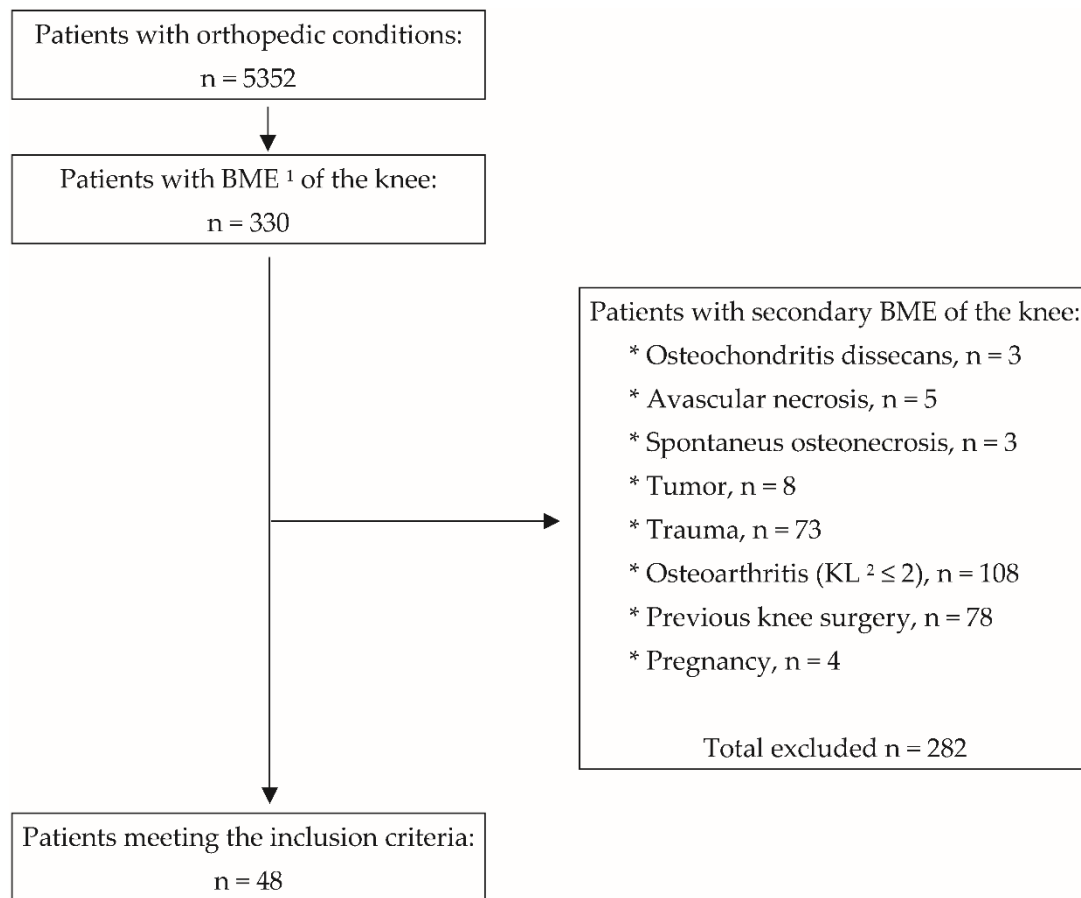 Patients with orthopedic conditions:
n = 5352
Patients with BME ¹ of the knee:
n = 330
Patients with secondary BME of the knee:
* Osteochondritis dissecans, n = 3
* Avascular necrosis, n = 5
* Spontaneus osteonecrosis, n = 3
* Tumor, n = 8
* Trauma, n = 73
* Osteoarthritis (KL ² ≤ 2), n = 108
* Previous knee surgery, n = 78
* Pregnancy, n = 4
Total excluded n = 282
Patients meeting the inclusion criteria:
n = 48